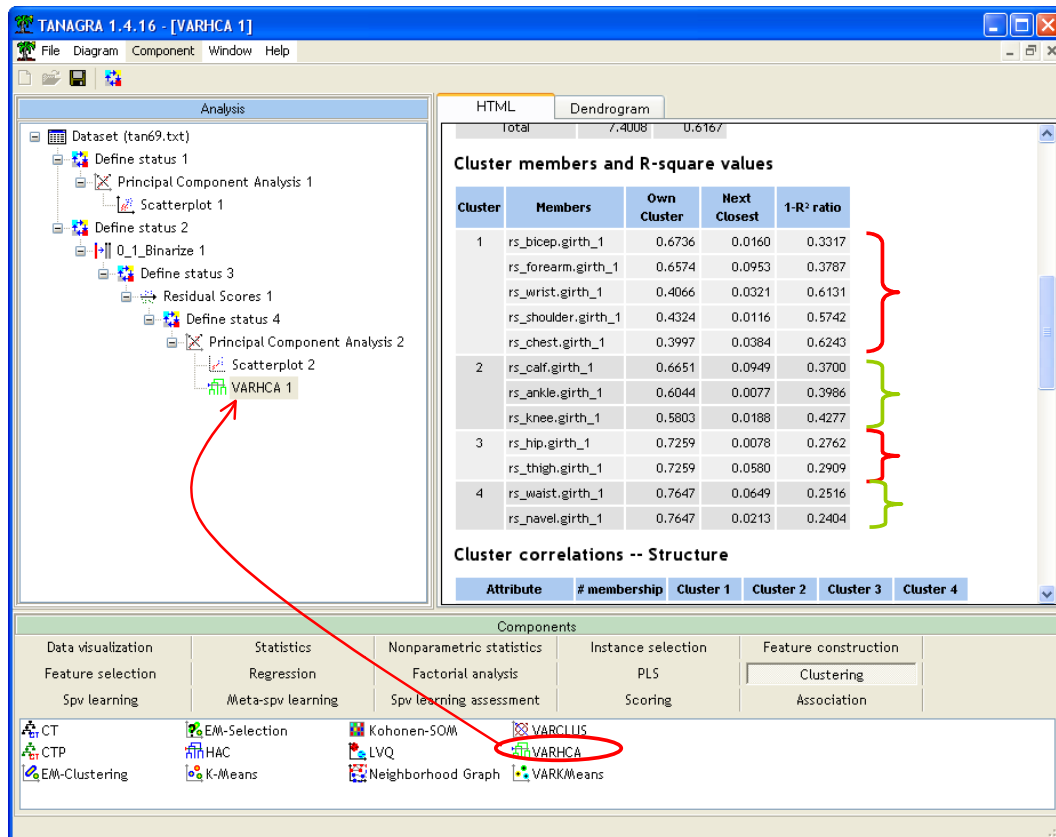 TANAGRA 1.4.16 - [VARHCA 1]
File Diagram Component Window Help
Analysis
Dataset (tan69.txt)
Define status 1
Principal Component Analysis 1
Scatterplot 1
Define status 2
0_1_Binarize 1
Define status 3
Residual Scores 1
Define status 4
Principal Component Analysis 2
Scatterplot 2
VARHCA 1
HTML Dendrogram
Total 7.4008 0.6167
Cluster members and R-square values
Cluster Members Own Cluster Next Closest 1-R² ratio
1 rs_bicep.girth_1 0.6736 0.0160 0.3317
rs_forearm.girth_1 0.6574 0.0953 0.3787
rs_wrist.girth_1 0.4066 0.0321 0.6131
rs_shoulder.girth_1 0.4324 0.0116 0.5742
rs_chest.girth_1 0.3997 0.0384 0.6243
2 rs_calf.girth_1 0.6651 0.0949 0.3700
rs_ankle.girth_1 0.6044 0.0077 0.3986
rs_knee.girth_1 0.5803 0.0188 0.4277
3 rs_hip.girth_1 0.7259 0.0078 0.2762
rs_thigh.girth_1 0.7259 0.0580 0.2909
4 rs_waist.girth_1 0.7647 0.0649 0.2516
rs_navel.girth_1 0.7647 0.0213 0.2404
Cluster correlations -- Structure
Attribute # membership Cluster 1 Cluster 2 Cluster 3 Cluster 4
Components
Data visualization Statistics Nonparametric statistics Instance selection Feature construction
Feature selection Regression Factorial analysis PLS Clustering
Spv learning Meta-spv learning Spv learning assessment Scoring Association
CT EM-Selection Kohonen-SOM VARCLUS
CTP HAC LVQ VARHCA
EM-Clustering K-Means Neighborhood Graph VARKMeans